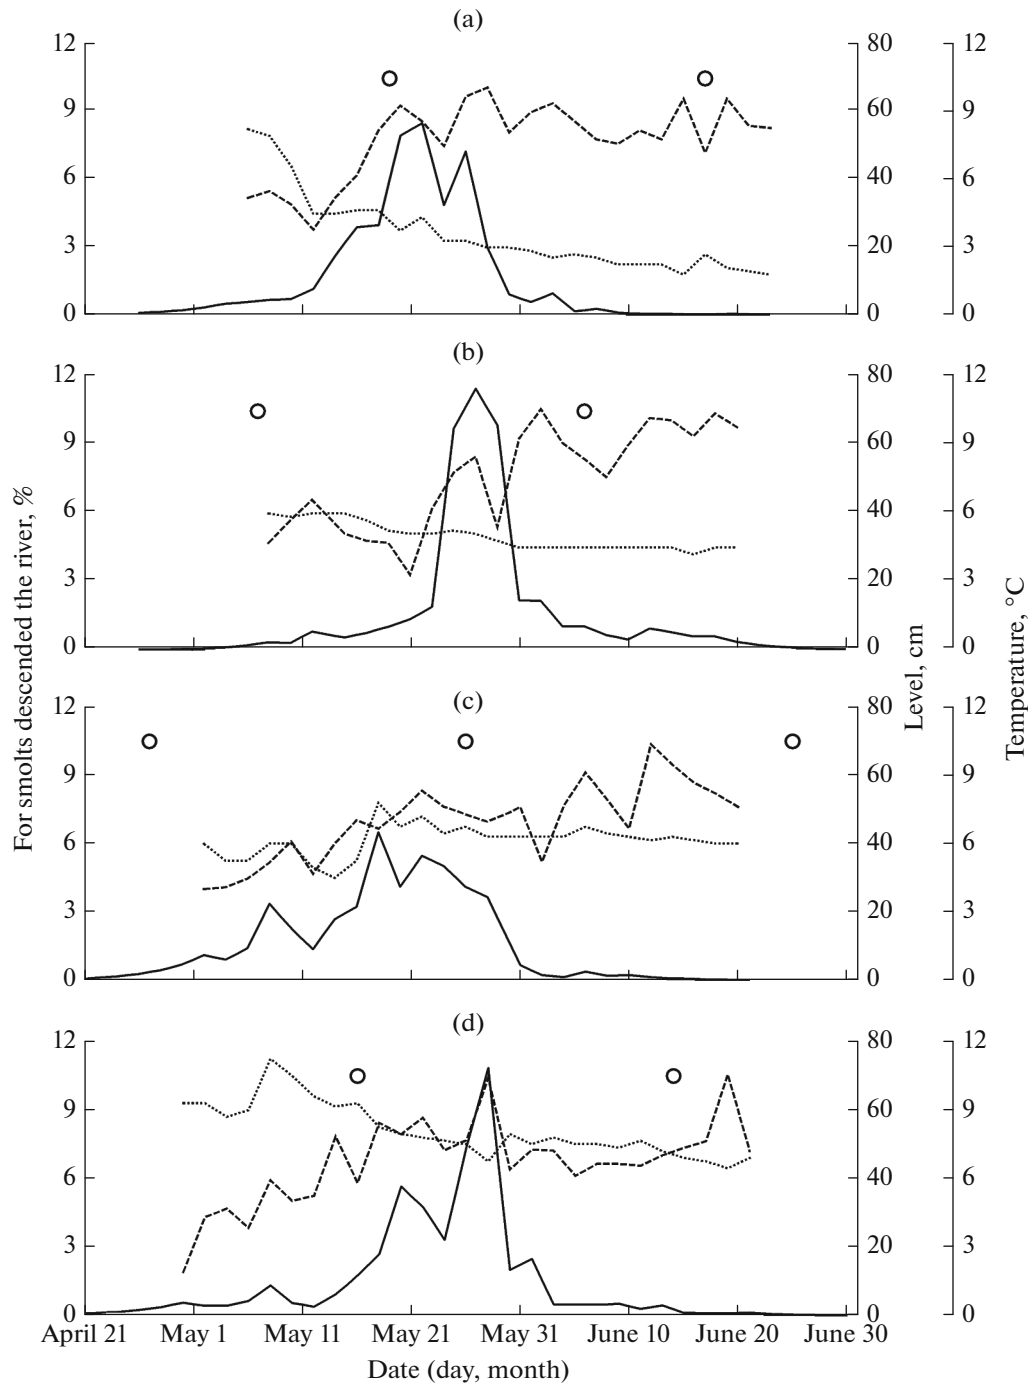 (a)
12 80 12
9 60 9
6 40 6
3 20 3
0 0 0
(b)
12 80 12
9 60 9
6 40 6
3 20 3
0 0 0
(c)
12 80 12
9 60 9
6 40 6
3 20 3
0 0 0
(d)
12 80 12
9 60 9
6 40 6
3 20 3
0 0 0
For smolts descended the river, %
Level, cm
Temperature, °C
April 21 May 1 May 11 May 21 May 31 June 10 June 20 June 30
Date (day, month)